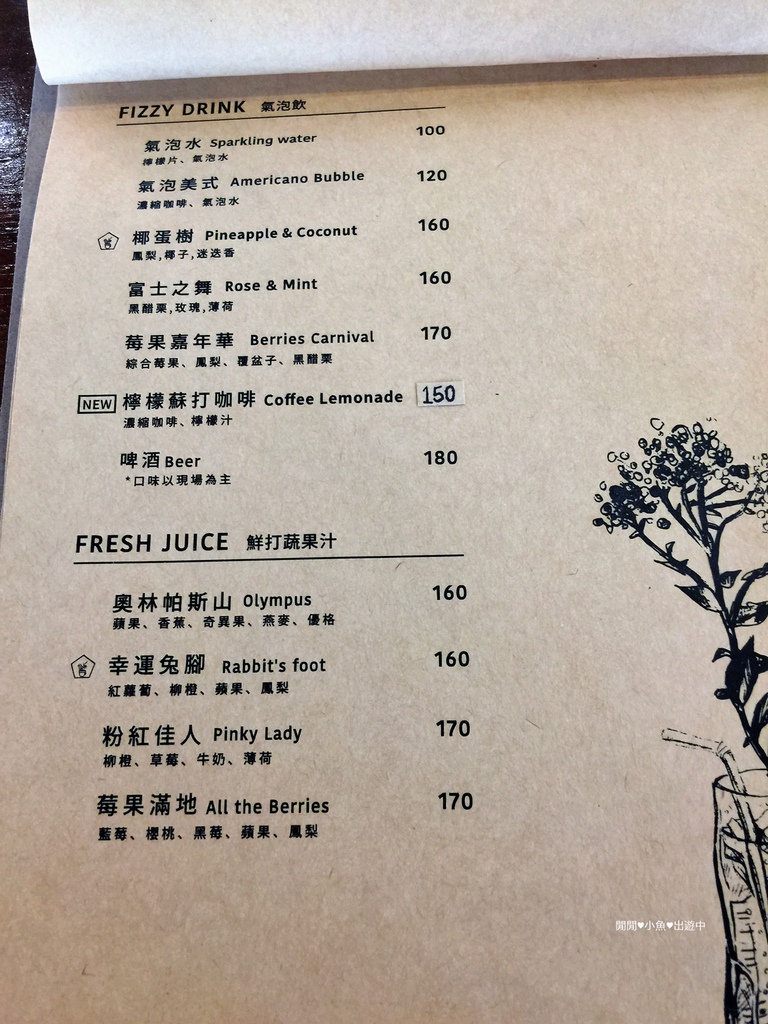 FIZZY DRINK 氣泡飲
氣泡水 Sparkling water 100
檸檬片、氣泡水
氣泡美式 Americano Bubble 120
濃縮咖啡、氣泡水
椰蛋樹 Pineapple & Coconut 160
鳳梨,椰子,迷迭香
富士之舞 Rose & Mint 160
黑醋栗,玫瑰,薄荷
莓果嘉年華 Berries Carnival 170
綜合莓果、鳳梨、覆盆子、黑醋栗
NEW 檸檬蘇打咖啡 Coffee Lemonade 150
濃縮咖啡、檸檬汁
啤酒 Beer 180
*口味以現場為主
FRESH JUICE 鮮打蔬果汁
奧林帕斯山 Olympus 160
蘋果、香蕉、奇異果、燕麥、優格
幸運兔腳 Rabbit's foot 160
紅蘿蔔、柳橙、蘋果、鳳梨
粉紅佳人 Pinky Lady 170
柳橙、草莓、牛奶、薄荷
莓果滿地 All the Berries 170
藍莓、櫻桃、黑莓、蘋果、鳳梨
閒閒♥小魚♥出遊中